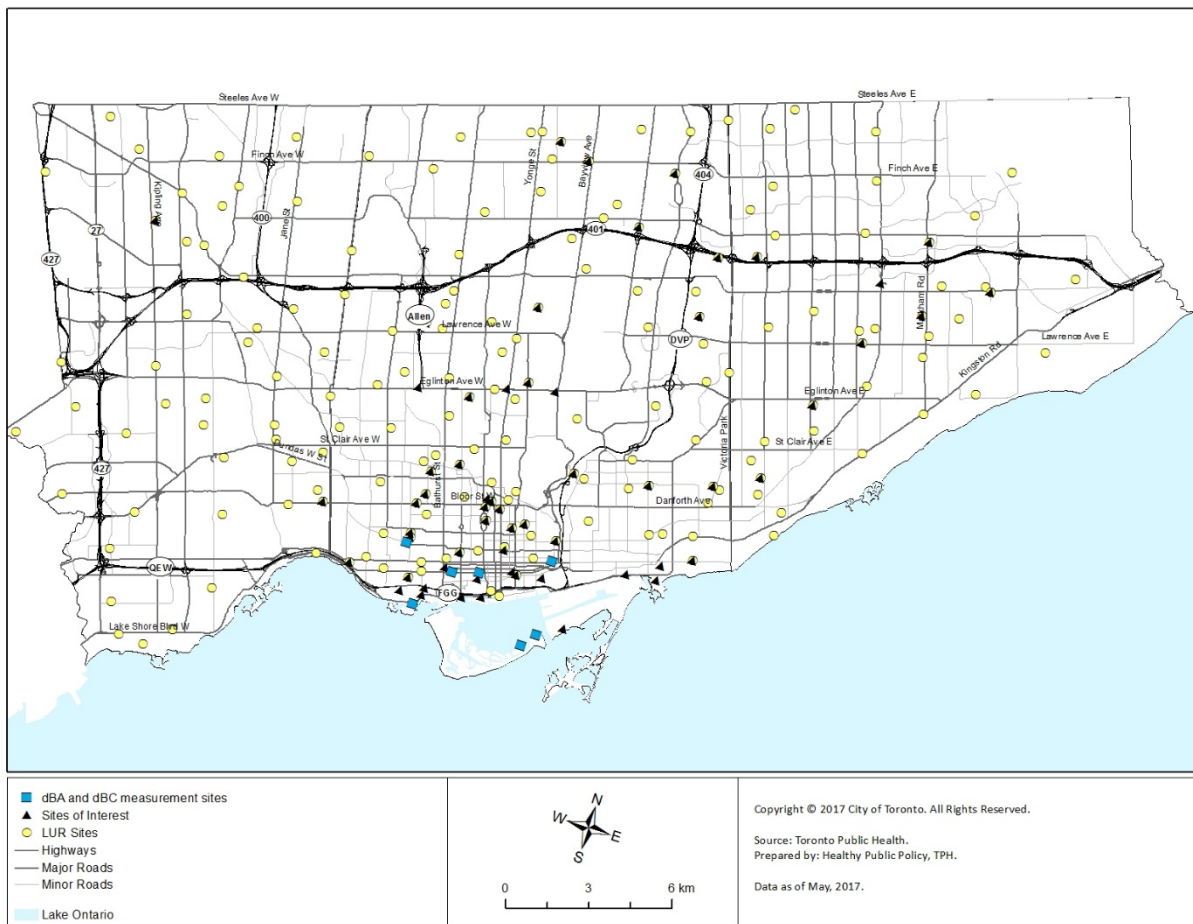 Steeles Ave W
Steeles Ave E
Finch Ave W
Yonge St
Bayview Ave
404
Finch Ave E
Kipling Ave
400
Jane St
27
401
427
Allen
Lawrence Ave W
DVP
Markham Rd
Lawrence Ave E
Kingston Rd
Eglinton Ave W
Eglinton Ave E
St Clair Ave W
Dundas W St
St Clair Ave E
Victoria Park
427
Bathurst St
Bloor St W
Danforth Ave
QEW
FGG
Lake Shore Blvd W
dBA and dBC measurement sites
Sites of Interest
LUR Sites
Highways
Major Roads
Minor Roads
Lake Ontario
N
W
E
S
0 3 6 km
Copyright © 2017 City of Toronto. All Rights Reserved.
Source: Toronto Public Health.
Prepared by: Healthy Public Policy, TPH.
Data as of May, 2017.